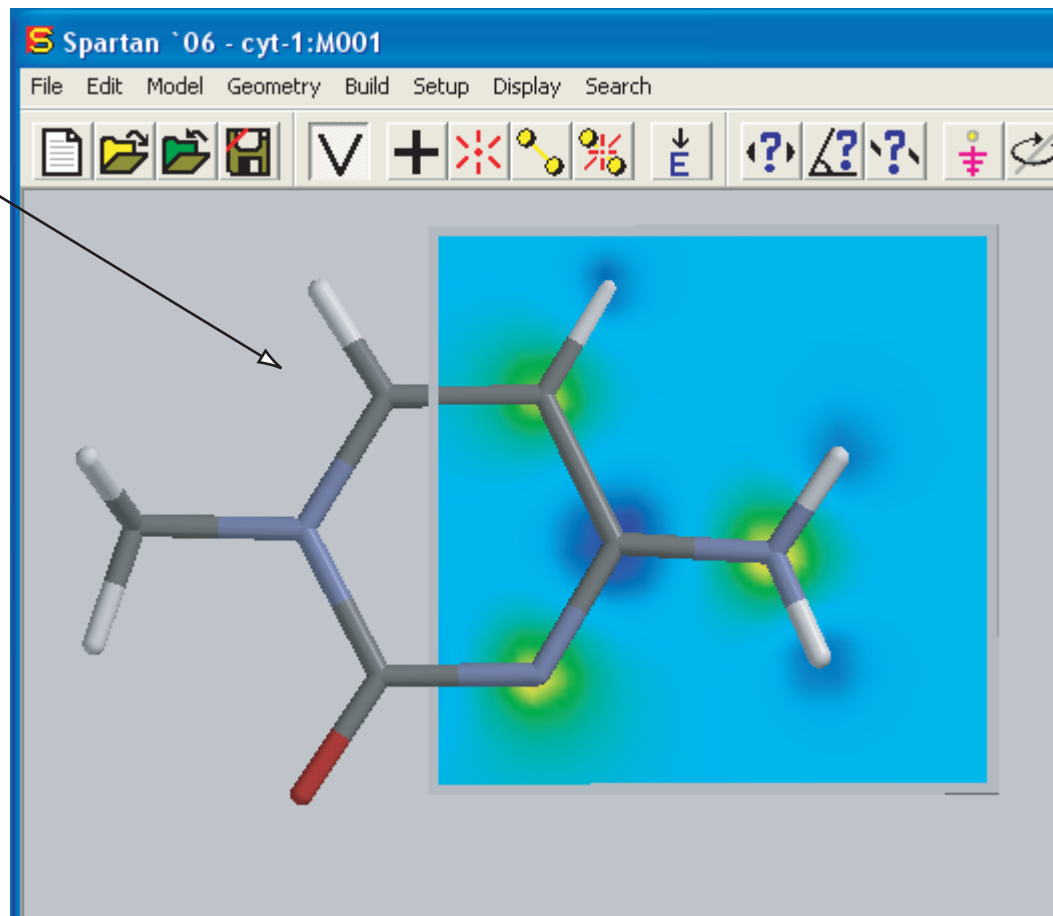 Spartan `06 - cyt-1:M001
File Edit Model Geometry Build Setup Display Search
V E ? ? ?